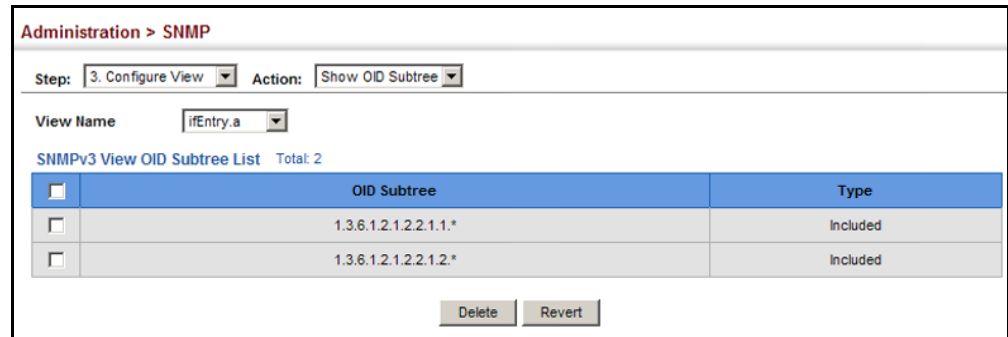 Administration > SNMP
Step: 3. Configure View Action: Show OID Subtree
View Name ifEntry.a
SNMPv3 View OID Subtree List Total: 2
OID Subtree Type
1.3.6.1.2.1.2.2.1.1.* Included
1.3.6.1.2.1.2.2.1.2.* Included
Delete Revert